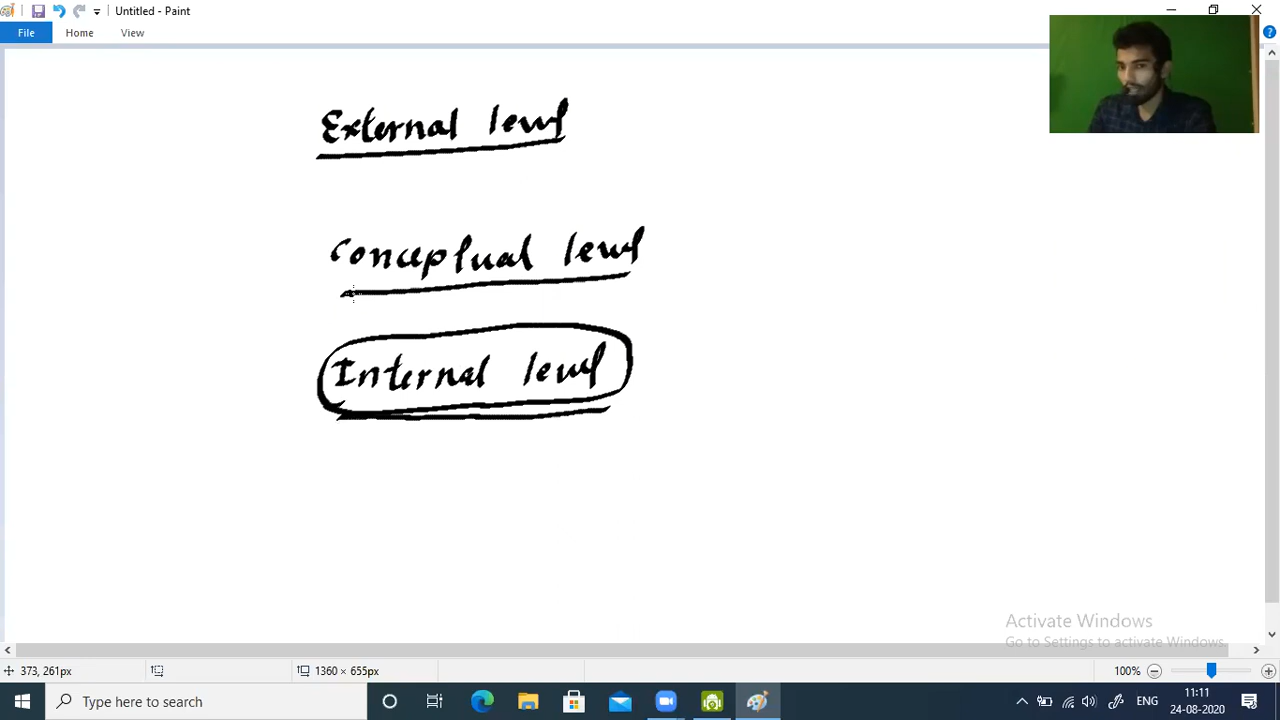 Untitled - Paint
File Home View
External level
Conceptual level
Internal level
Activate Windows
Go to Settings to activate Windows.
373, 261px
1360 × 655px
100%
Type here to search
ENG
11:11
24-08-2020